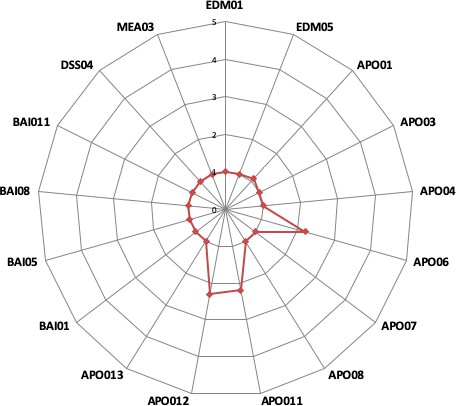 EDM01
MEA03
EDM05
DSS04
APO01
BAI011
APO03
BAI08
APO04
BAI05
APO06
BAI01
APO07
APO013
APO08
APO012
APO011
5
4
3
2
1
0